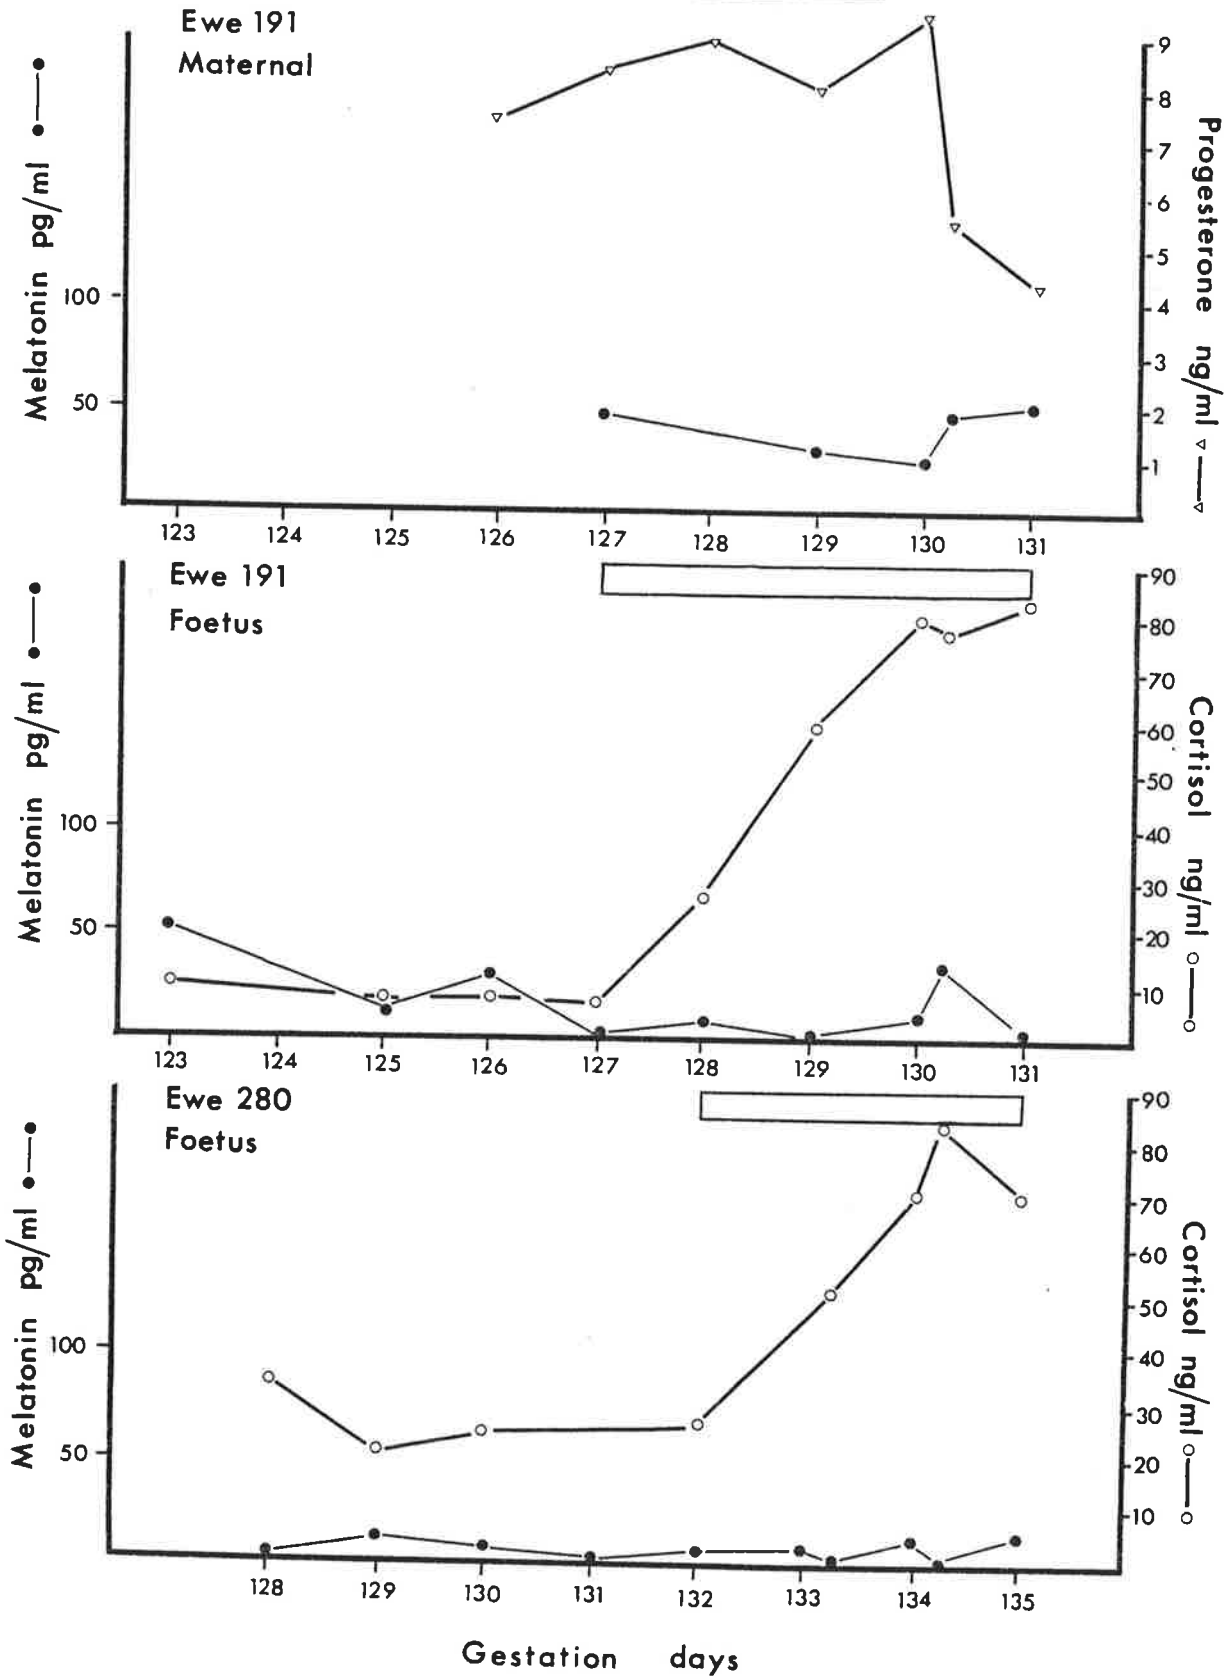 Ewe 191
Maternal
Melatonin pg/ml
100
50
9
8
7
6
5
4
3
2
1
Progesterone ng/ml
123 124 125 126 127 128 129 130 131
Ewe 191
Foetus
Melatonin pg/ml
100
50
90
80
70
60
50
40
30
20
10
Cortisol ng/ml
123 124 125 126 127 128 129 130 131
Ewe 280
Foetus
Melatonin pg/ml
100
50
90
80
70
60
50
40
30
20
10
Cortisol ng/ml
128 129 130 131 132 133 134 135
Gestation days